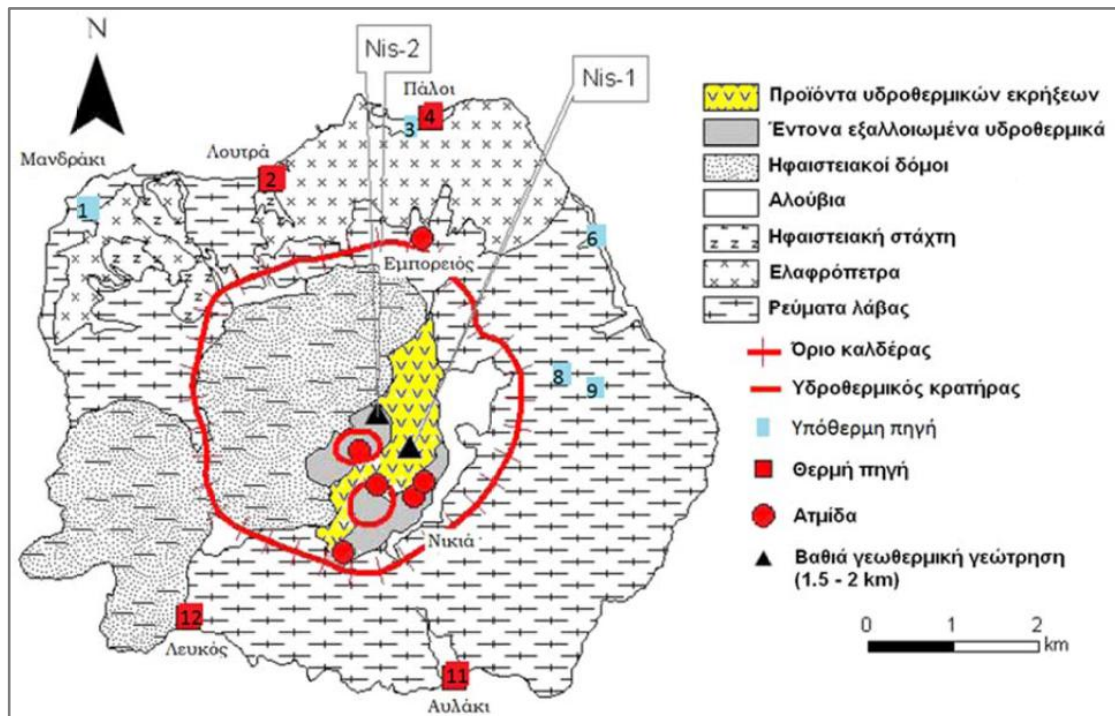 N
Nis-2
Nis-1
Πάλοι
4
3
Λουτρά
2
Μανδράκι
1
6
Εμπορειός
8
9
Νικιά
12
Λευκός
11
Αυλάκι
Προϊόντα υδροθερμικών εκρήξεων
Έντονα εξαλλοιωμένα υδροθερμικά
Ηφαιστειακοί δόμοι
Αλούβια
Ηφαιστειακή στάχτη
Ελαφρόπετρα
Ρεύματα λάβας
Όριο καλδέρας
Υδροθερμικός κρατήρας
Υπόθερμη πηγή
Θερμή πηγή
Ατμίδα
Βαθιά γεωθερμική γεώτρηση
(1.5 - 2 km)
0 1 2
km